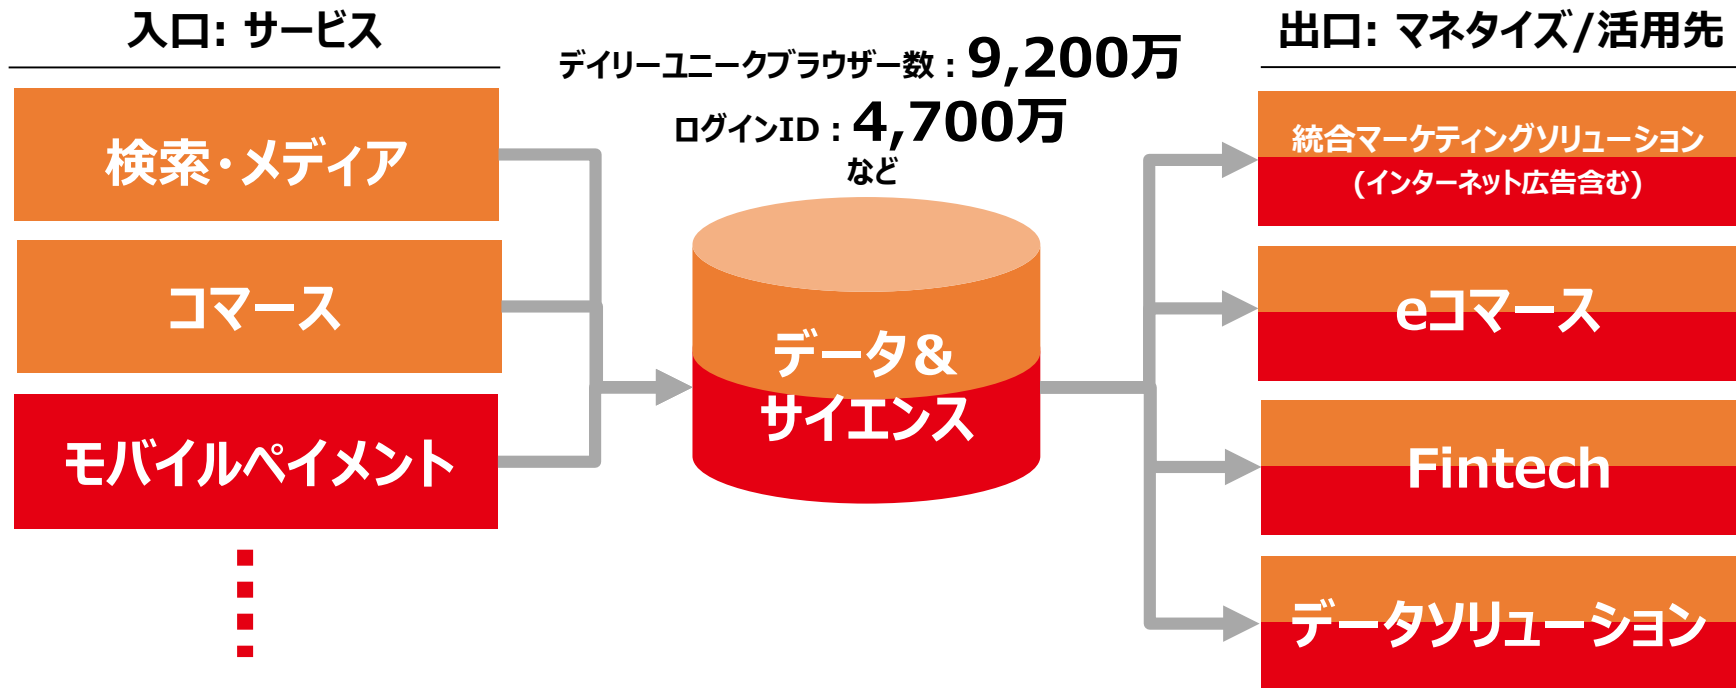 入口: サービス
検索・メディア
コマース
モバイルペイメント
デイリーユニークブラウザー数：9,200万
ログインID：4,700万
など
データ&
サイエンス
出口: マネタイズ/活用先
統合マーケティングソリューション
(インターネット広告含む)
eコマース
Fintech
データソリューション